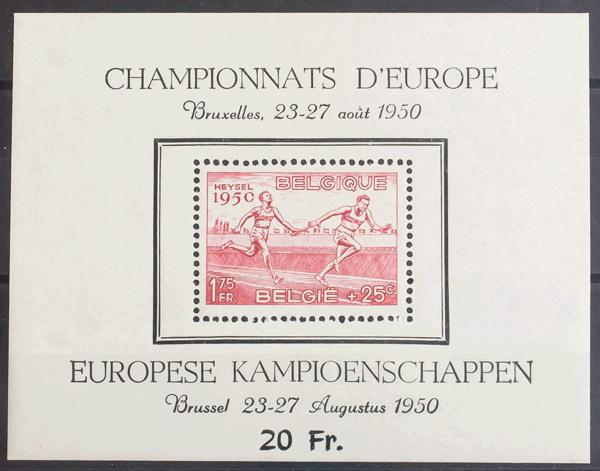 CHAMPIONNATS D'EUROPE
Bruxelles, 23-27 août 1950
HEYSEL BELGIQUE
1950
1.75 FR. BELGIË + 25 C.
EUROPESE KAMPIOENSCHAPPEN
Brussel 23-27 Augustus 1950
20 Fr.